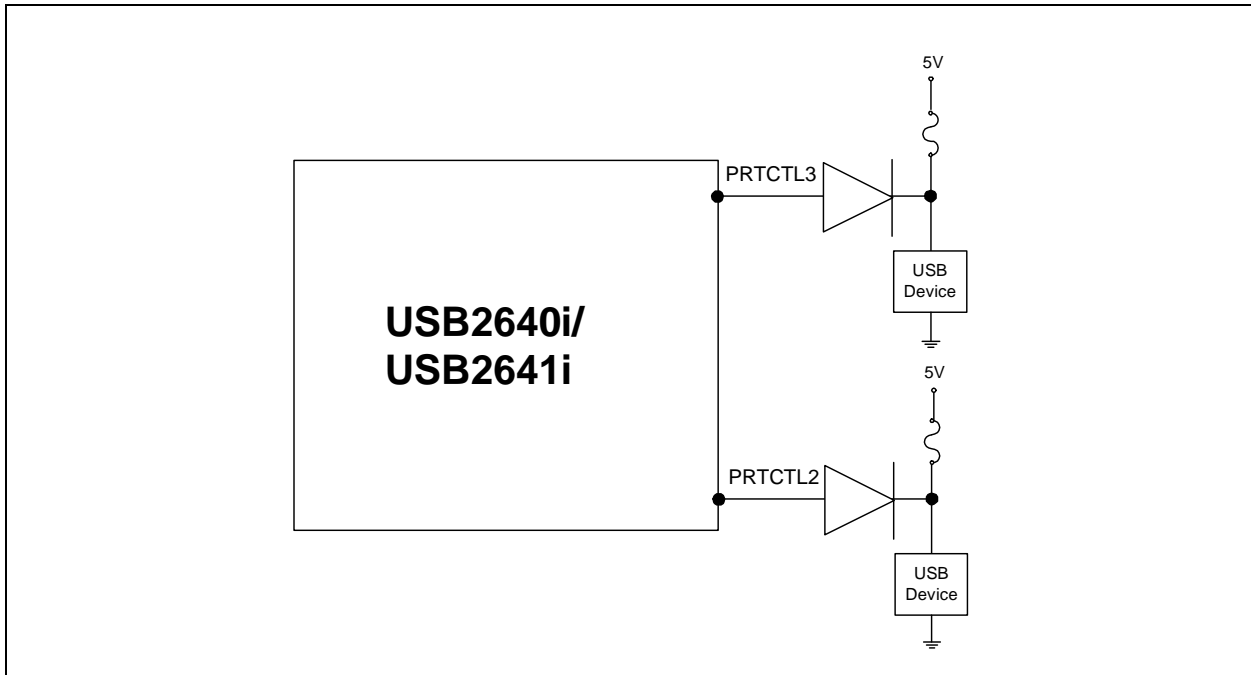 5V
PRTCTL3
USB
Device
USB2640i/
USB2641i
5V
PRTCTL2
USB
Device